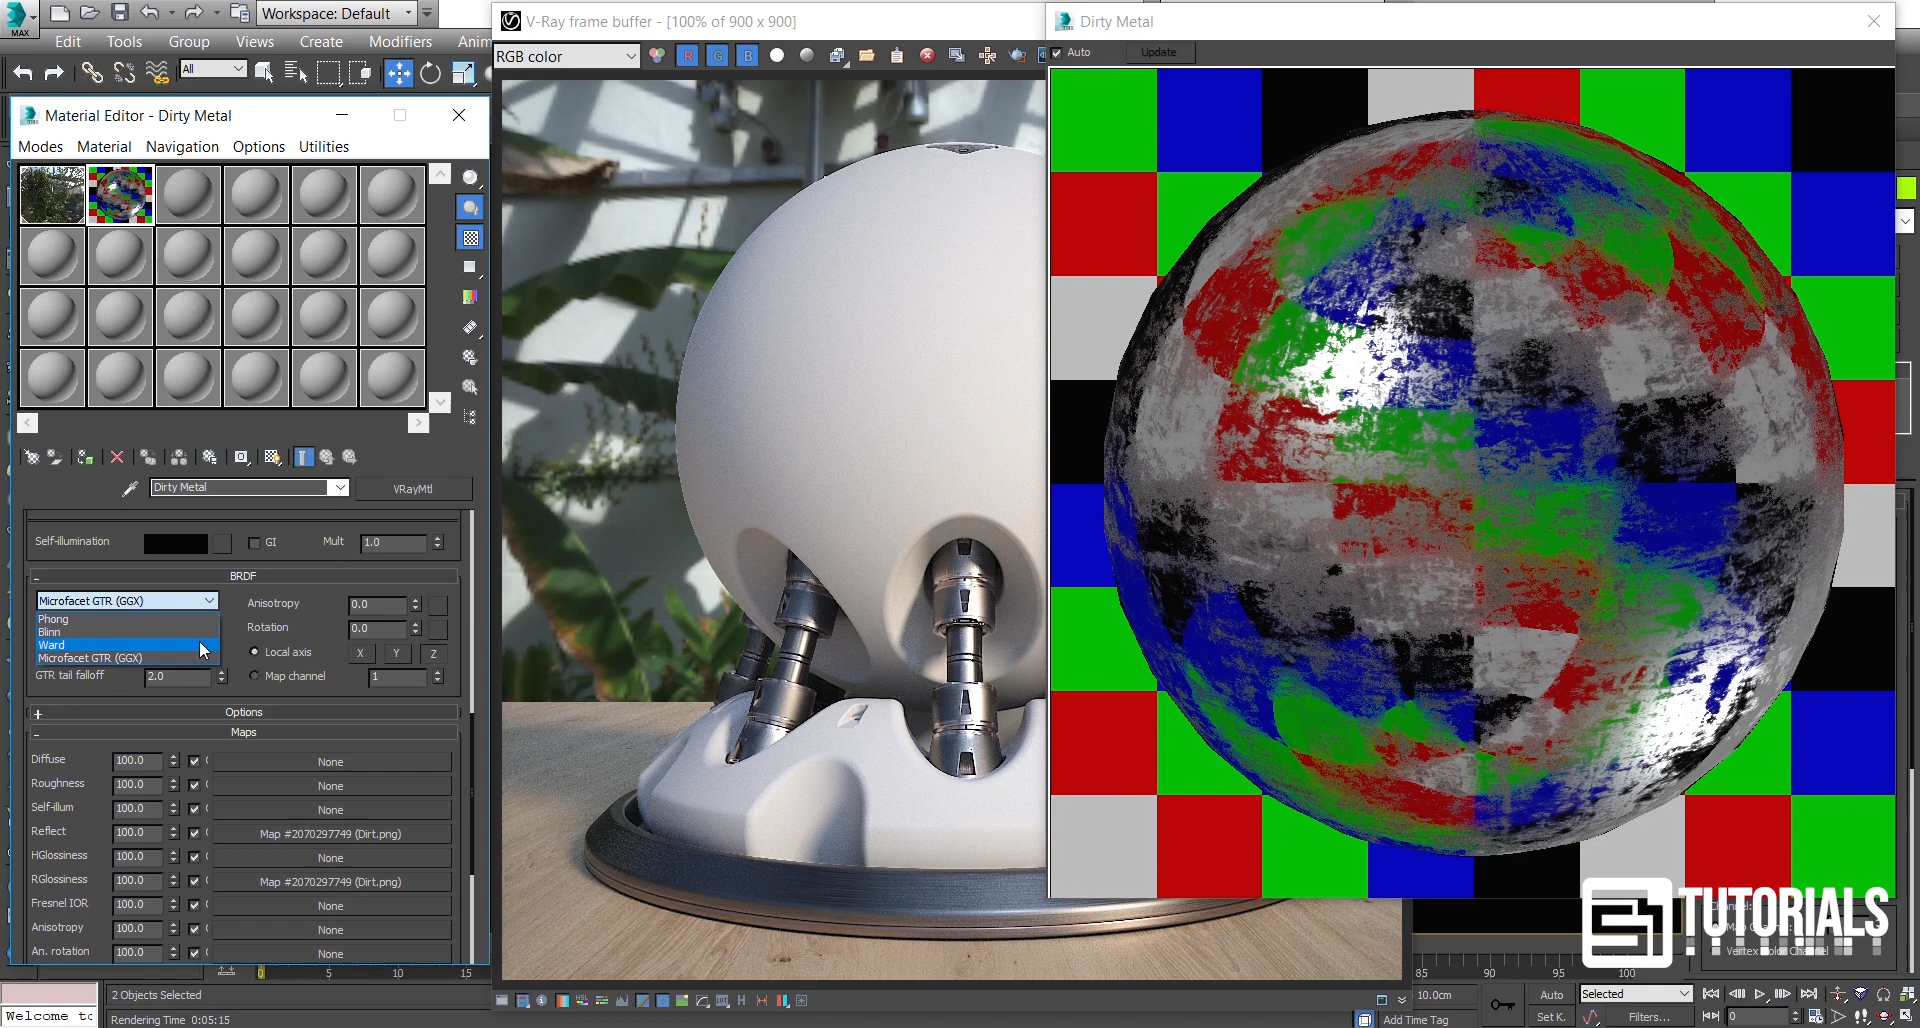 Workspace: Default
MAX
Edit Tools Group Views Create Modifiers Anim
All
Material Editor - Dirty Metal
Modes Material Navigation Options Utilities
Dirty Metal
VRayMtl
Self-illumination
GI
Mult
1.0
BRDF
Microfacet GTR (GGX)
Phong
Blinn
Ward
Microfacet GTR (GGX)
GTR tail falloff
2.0
Anisotropy
0.0
Rotation
0.0
Local axis
X Y Z
Map channel
1
+ Options
- Maps
Diffuse 100.0 None
Roughness 100.0 None
Self-illum 100.0 None
Reflect 100.0 Map #2070297749 (Dirt.png)
HGlossiness 100.0 None
RGlossiness 100.0 Map #2070297749 (Dirt.png)
Fresnel IOR 100.0 None
Anisotropy 100.0 None
An. rotation 100.0 None
V-Ray frame buffer - [100% of 900 x 900]
RGB color
R G B
Dirty Metal
Auto
Update
TUTORIALS
Vertex Color Channel
0 5 10 15
85 90 95 100
2 Objects Selected
Welcome to
Rendering Time 0:05:15
10.0cm
Add Time Tag
Auto
Selected
Set K.
Filters...
0